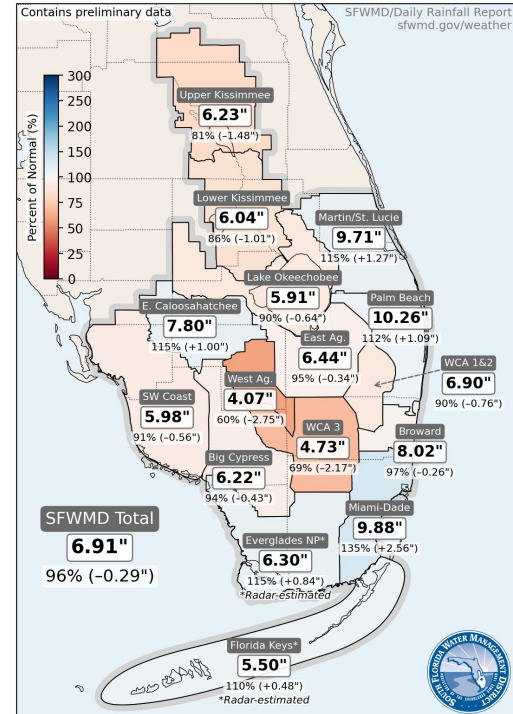 Contains preliminary data
SFWMD/Daily Rainfall Report
sfwmd.gov/weather
Percent of Normal (%)
300
250
200
150
100
75
50
25
0
Upper Kissimmee
6.23"
81% (–1.48")
Lower Kissimmee
6.04"
86% (–1.01")
Martin/St. Lucie
9.71"
115% (+1.27")
Lake Okeechobee
5.91"
90% (–0.64")
Palm Beach
10.26"
112% (+1.09")
E. Caloosahatchee
7.80"
115% (+1.00")
East Ag.
6.44"
95% (–0.34")
WCA 1&2
6.90"
90% (–0.76")
West Ag.
4.07"
60% (–2.75")
SW Coast
5.98"
91% (–0.56")
WCA 3
4.73"
69% (–2.17")
Broward
8.02"
97% (–0.26")
Big Cypress
6.22"
94% (–0.43")
SFWMD Total
6.91"
96% (–0.29")
Miami-Dade
9.88"
135% (+2.56")
Everglades NP*
6.30"
115% (+0.84")
*Radar-estimated
Florida Keys*
5.50"
110% (+0.48")
*Radar-estimated
SOUTH FLORIDA WATER MANAGEMENT DISTRICT